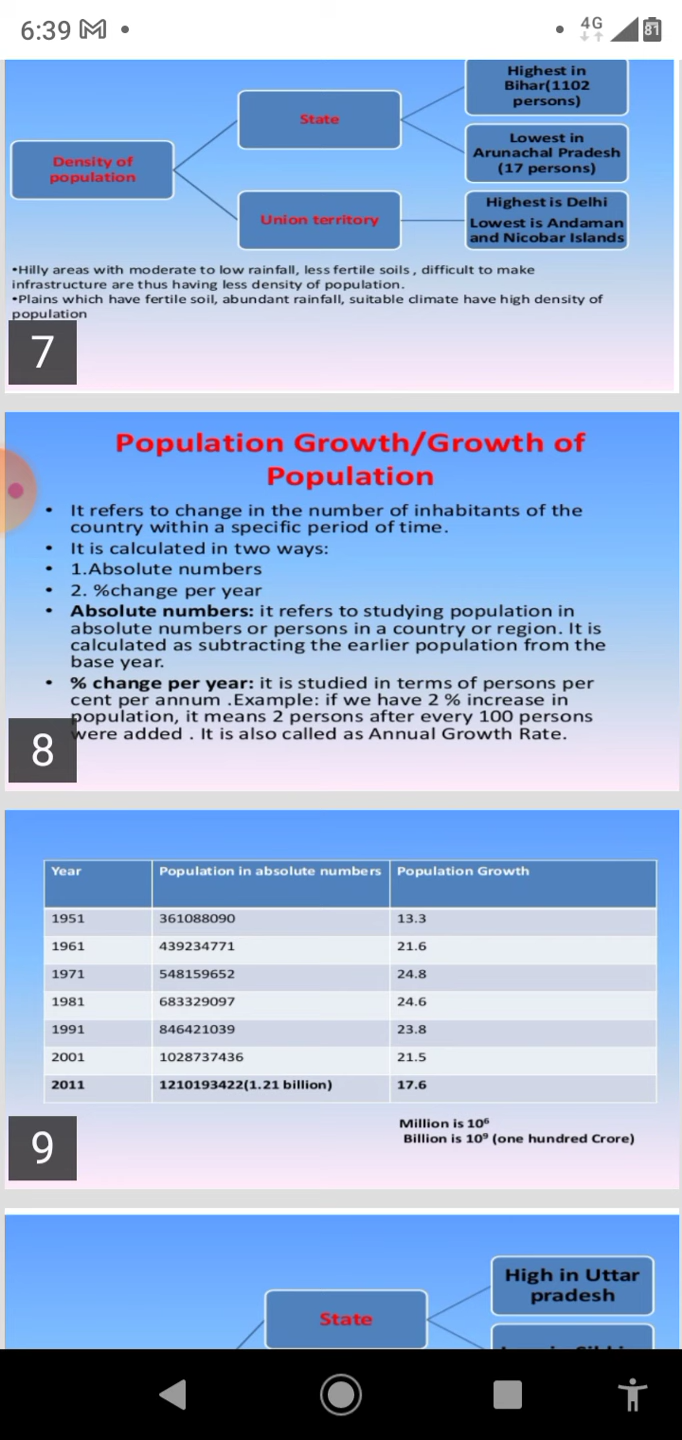 6:39
4G
81
Highest in
Bihar(1102
persons)
State
Lowest in
Arunachal Pradesh
(17 persons)
Density of
population
Highest is Delhi
Lowest is Andaman
and Nicobar Islands
Union territory
•Hilly areas with moderate to low rainfall, less fertile soils , difficult to make
infrastructure are thus having less density of population.
•Plains which have fertile soil, abundant rainfall, suitable climate have high density of
population
7
Population Growth/Growth of
Population
• It refers to change in the number of inhabitants of the
country within a specific period of time.
• It is calculated in two ways:
• 1.Absolute numbers
• 2. %change per year
• Absolute numbers: it refers to studying population in
absolute numbers or persons in a country or region. It is
calculated as subtracting the earlier population from the
base year.
• % change per year: it is studied in terms of persons per
cent per annum .Example: if we have 2 % increase in
population, it means 2 persons after every 100 persons
were added . It is also called as Annual Growth Rate.
8
Year Population in absolute numbers Population Growth
1951 361088090 13.3
1961 439234771 21.6
1971 548159652 24.8
1981 683329097 24.6
1991 846421039 23.8
2001 1028737436 21.5
2011 1210193422(1.21 billion) 17.6
Million is 10⁶
Billion is 10⁹ (one hundred Crore)
9
High in Uttar
pradesh
State